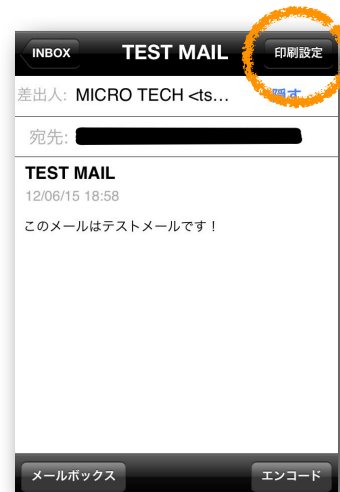 INBOX TEST MAIL 印刷設定
差出人: MICRO TECH <ts... 隠す
宛先:
TEST MAIL
12/06/15 18:58
このメールはテストメールです！
メールボックス エンコード